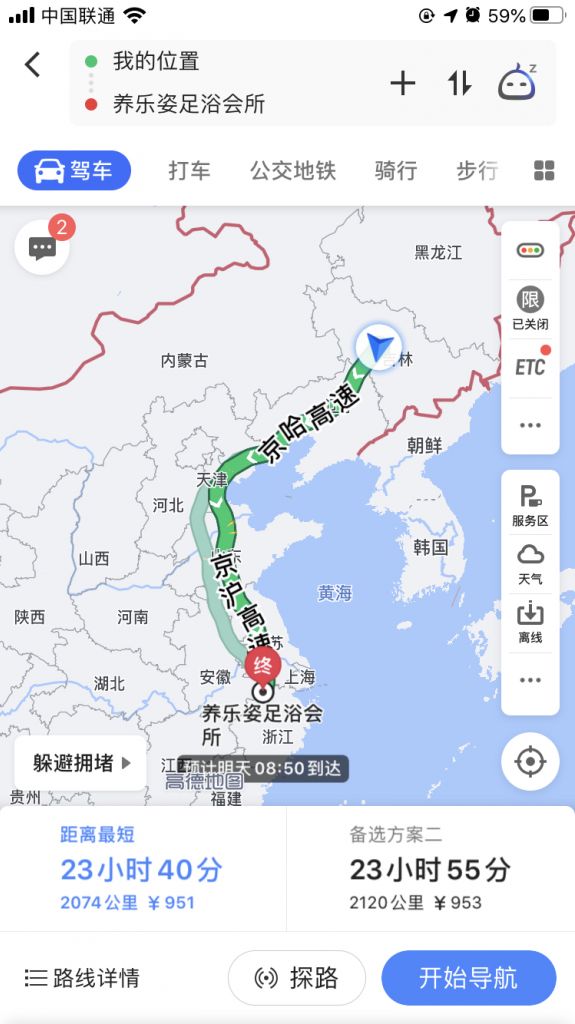 中国联通
59%
我的位置
养乐姿足浴会所
驾车
打车
公交地铁
骑行
步行
2
黑龙江
限
已关闭
吉林
内蒙古
ETC
京哈高速
朝鲜
天津
河北
P
服务区
韩国
山西
京沪高速
天气
黄海
陕西
河南
离线
终
安徽
上海
湖北
养乐姿足浴会
所
浙江
躲避拥堵
预计明天 08:50到达
高德地图
贵州
福建
距离最短
备选方案二
23小时40分
23小时55分
2074公里 ¥951
2120公里 ¥953
路线详情
探路
开始导航